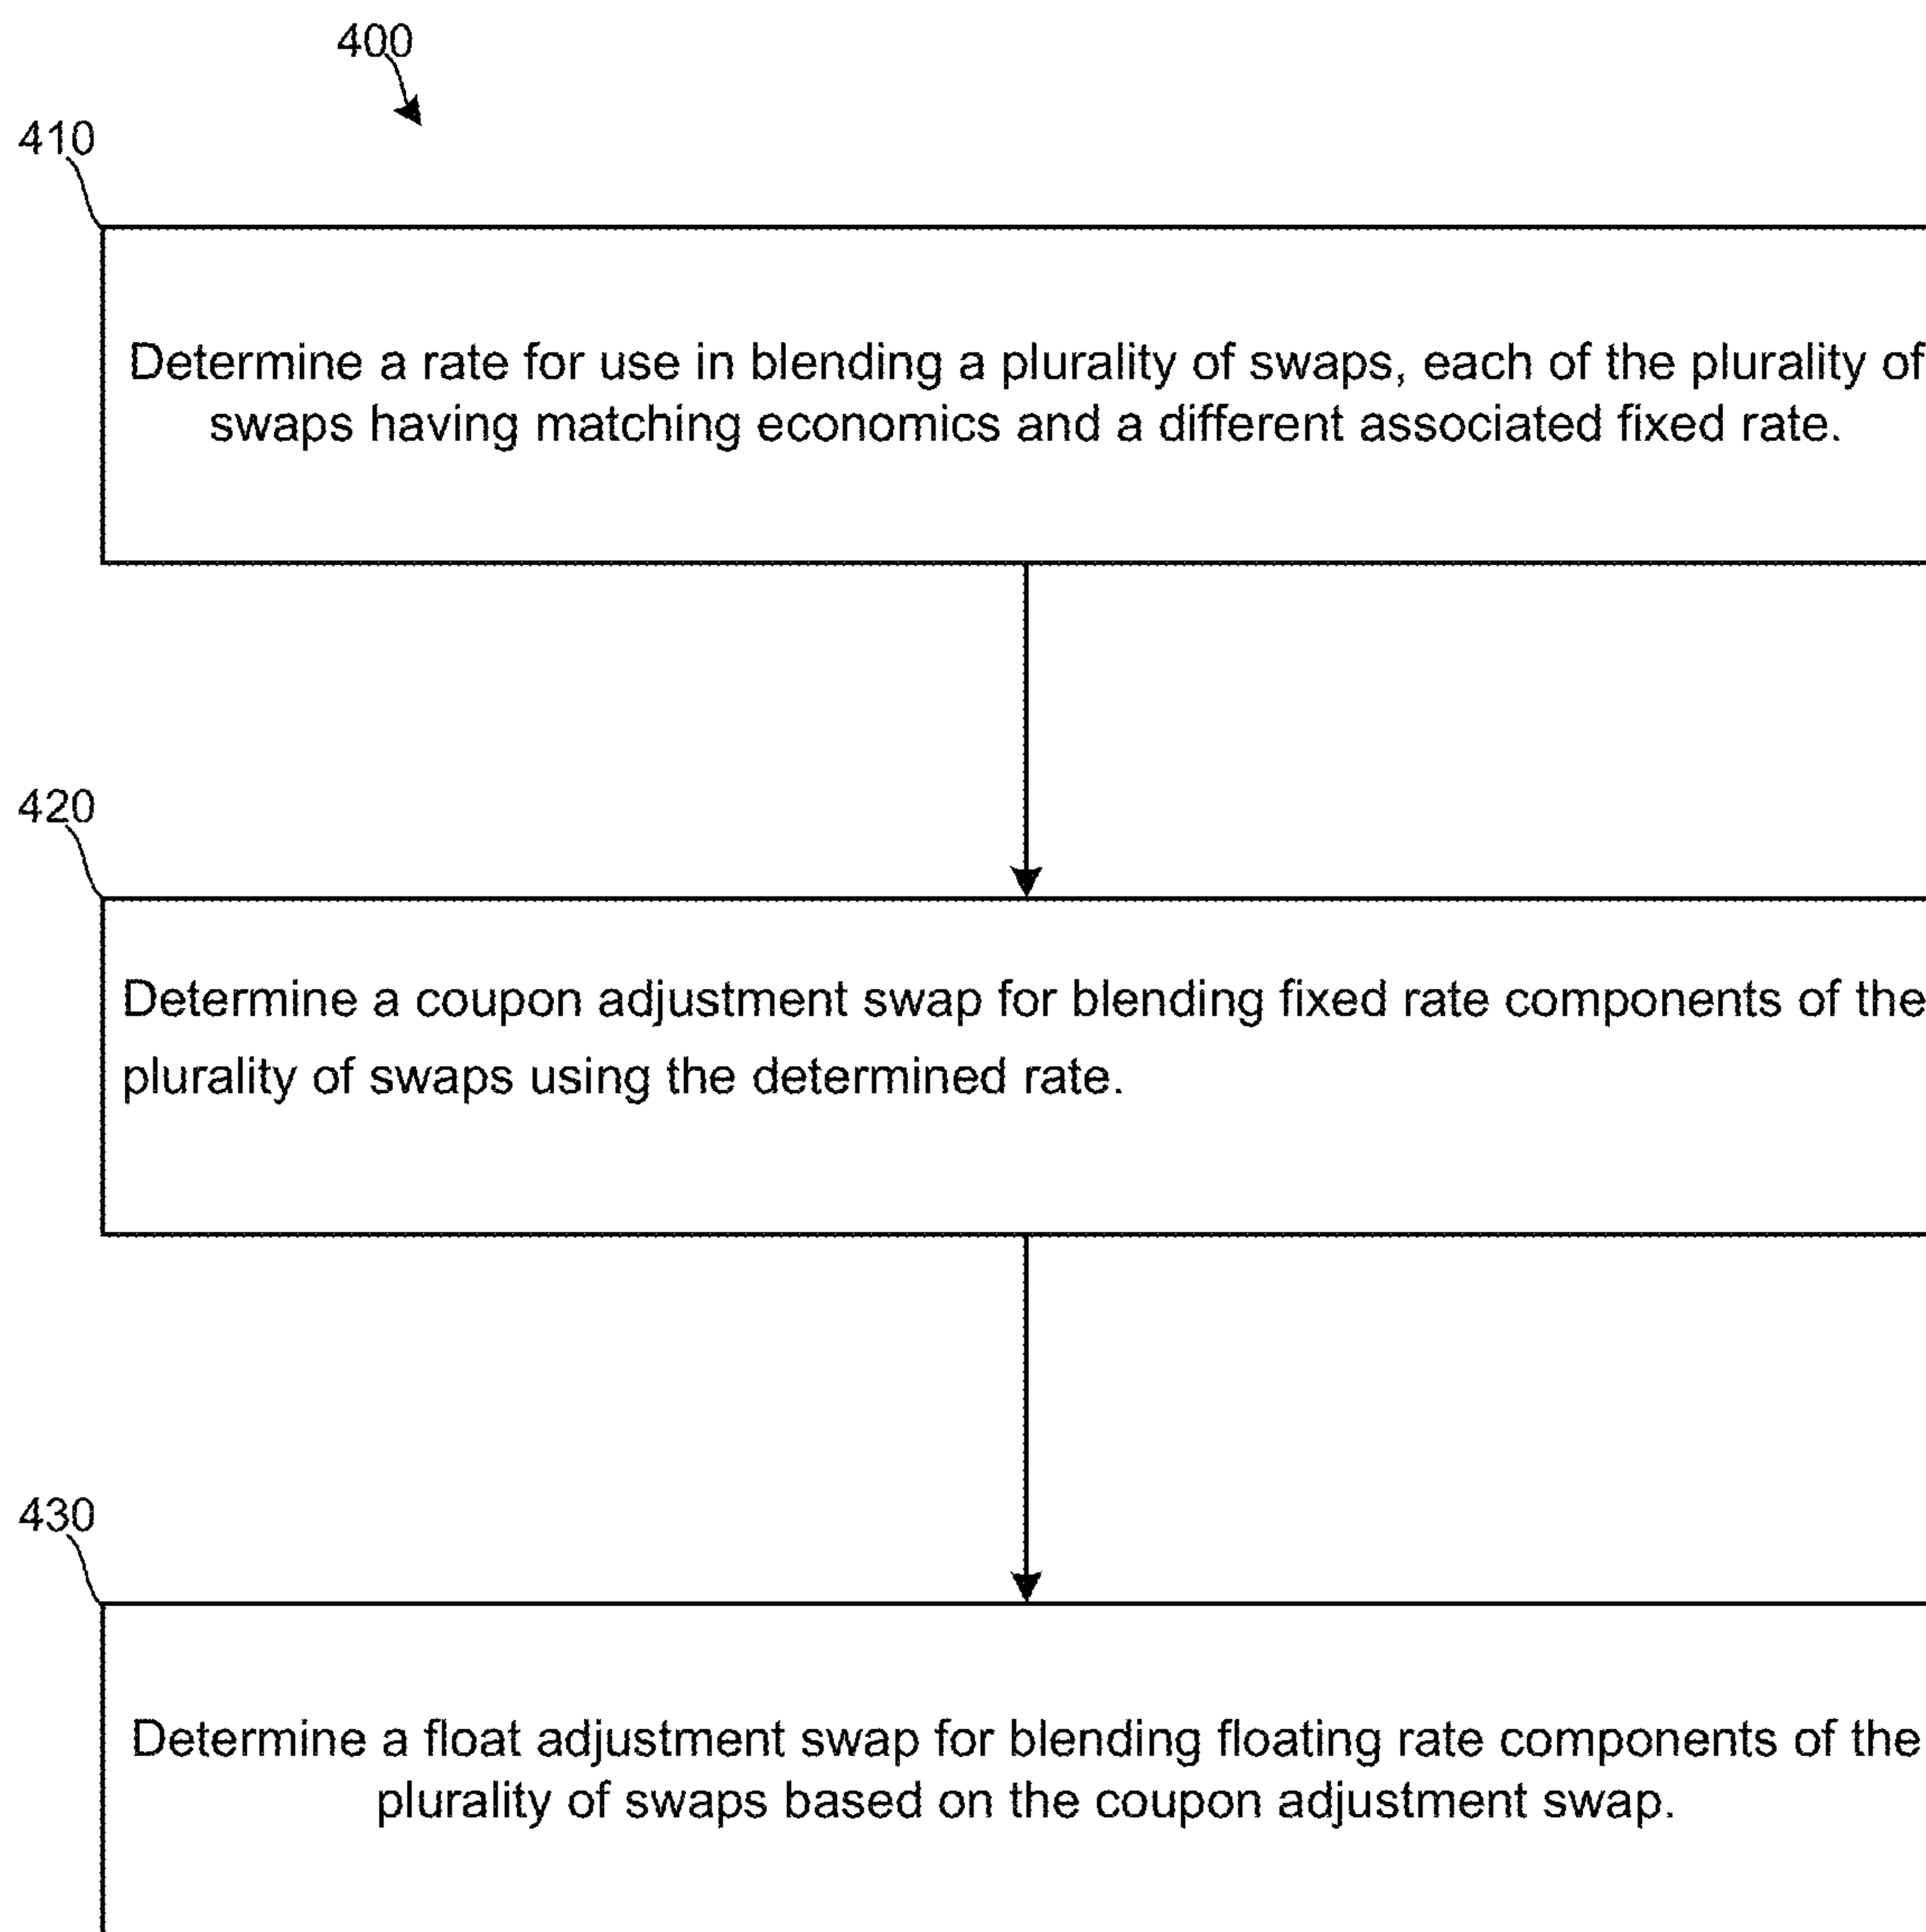 400
410
Determine a rate for use in blending a plurality of swaps, each of the plurality of
swaps having matching economics and a different associated fixed rate.
420
Determine a coupon adjustment swap for blending fixed rate components of the
plurality of swaps using the determined rate.
430
Determine a float adjustment swap for blending floating rate components of the
plurality of swaps based on the coupon adjustment swap.